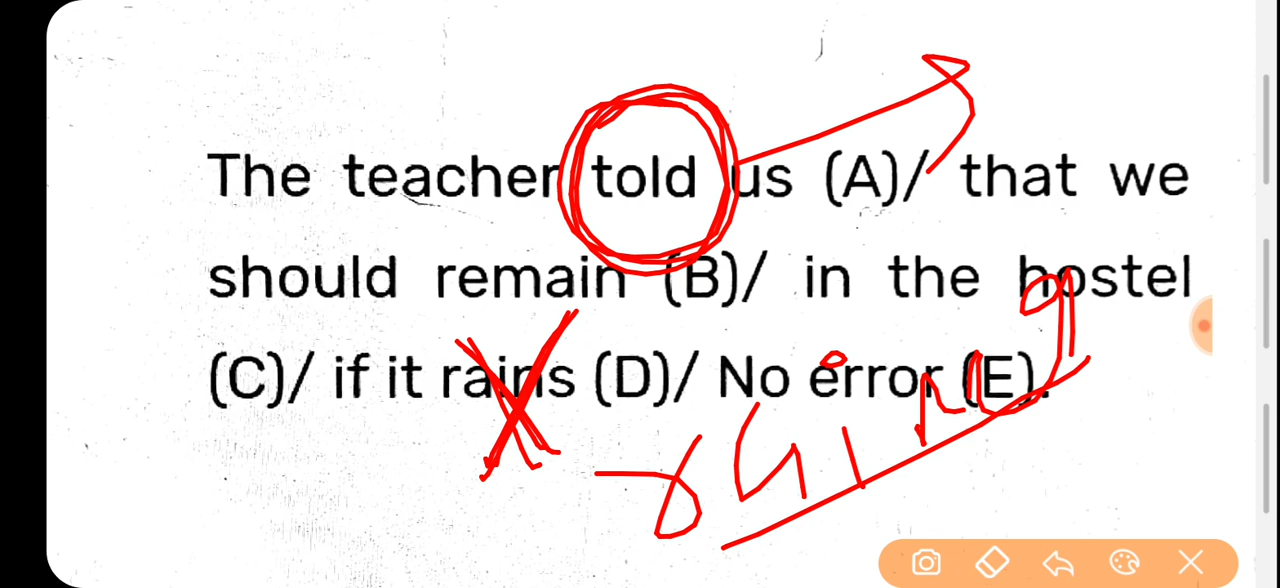 The teacher told us (A)/ that we
should remain (B)/ in the hostel
(C)/ if it rains (D)/ No error (E).